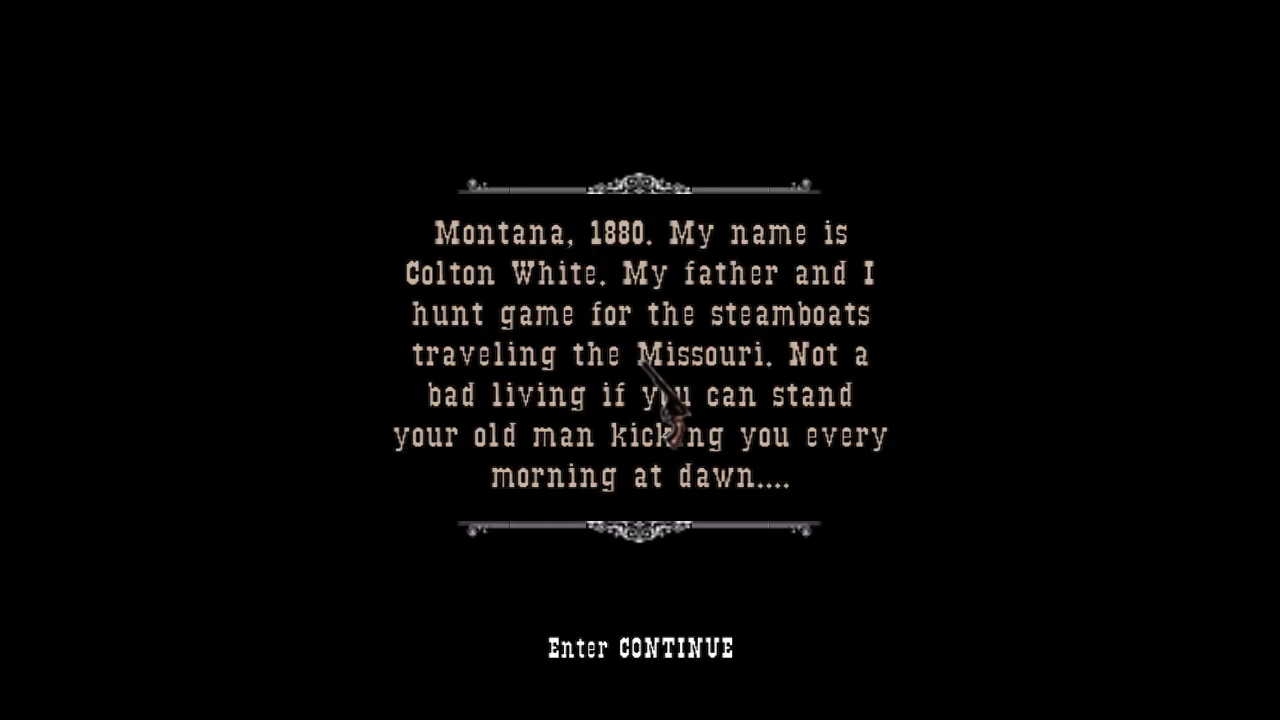 Montana, 1880. My name is
Colton White. My father and I
hunt game for the steamboats
traveling the Missouri. Not a
bad living if you can stand
your old man kicking you every
morning at dawn....
Enter CONTINUE